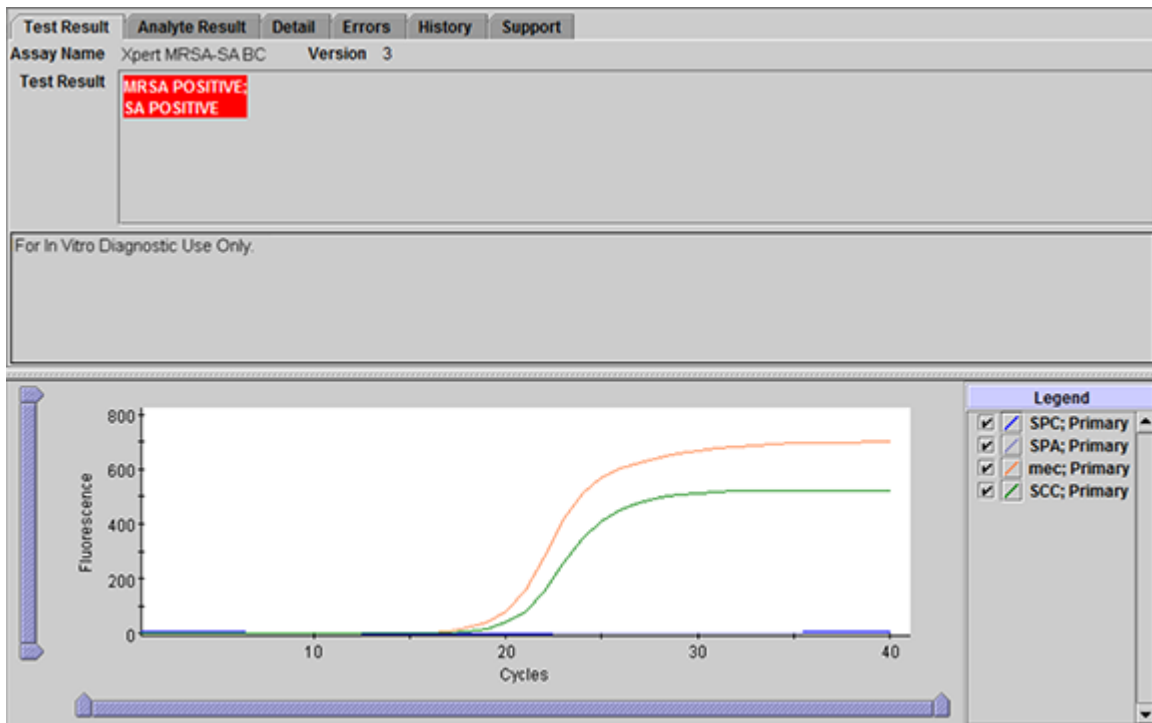 Test Result Analyte Result Detail Errors History Support
Assay Name Xpert MRSA-SA BC Version 3
Test Result MRSA POSITIVE;
SA POSITIVE
For In Vitro Diagnostic Use Only.
Fluorescence
800
600
400
200
0
10 20 30 40
Cycles
Legend
SPC; Primary
SPA; Primary
mec; Primary
SCC; Primary